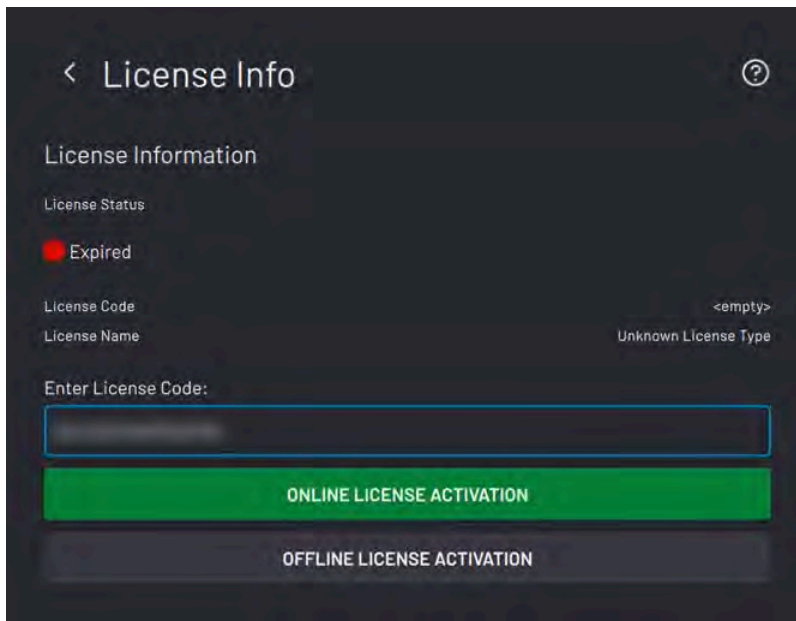 License Info
License Information
License Status
Expired
License Code <empty>
License Name Unknown License Type
Enter License Code:
ONLINE LICENSE ACTIVATION
OFFLINE LICENSE ACTIVATION